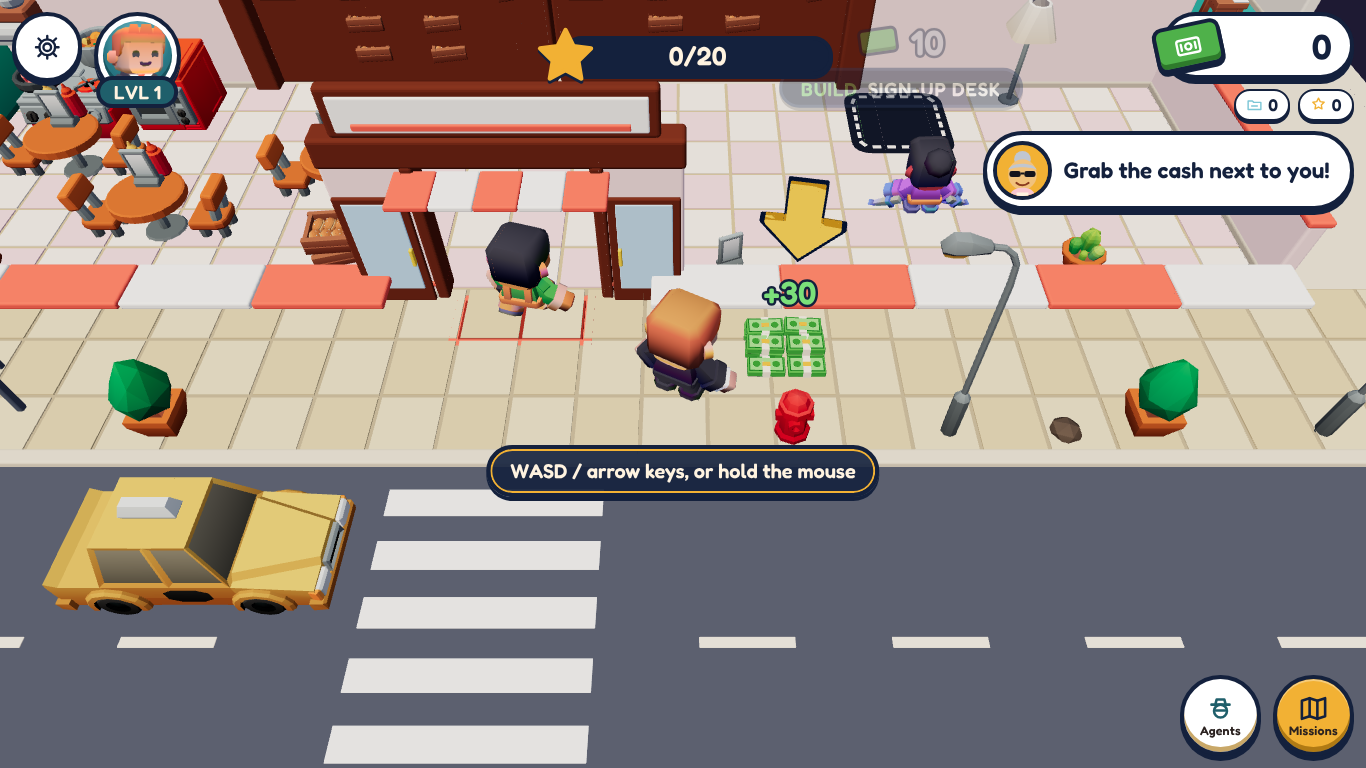 LVL 1
0/20
10
BUILD SIGN-UP DESK
0
0
0
Grab the cash next to you!
+30
WASD / arrow keys, or hold the mouse
Agents
Missions